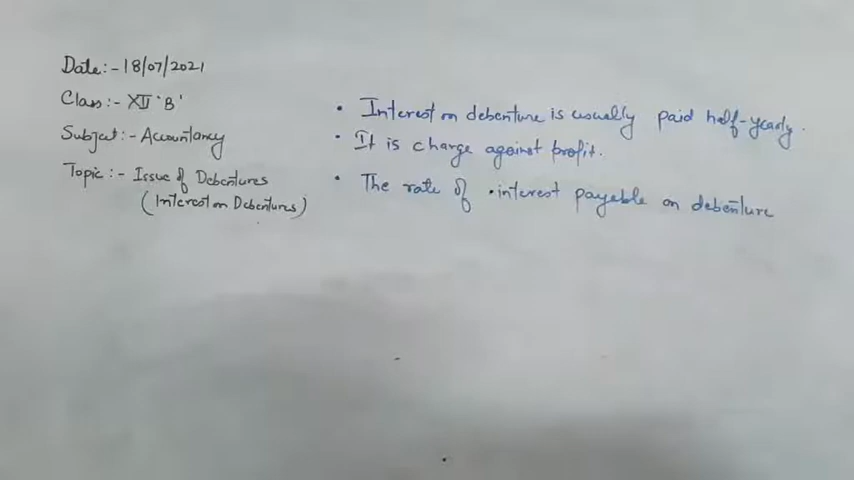 Date:- 18/07/2021
Class:- XII 'B'
Subject:- Accountancy
Topic:- Issue of Debentures
(Interest on Debentures)
• Interest on debenture is usually paid half-yearly.
• It is charge against profit.
• The rate of interest payable on debenture